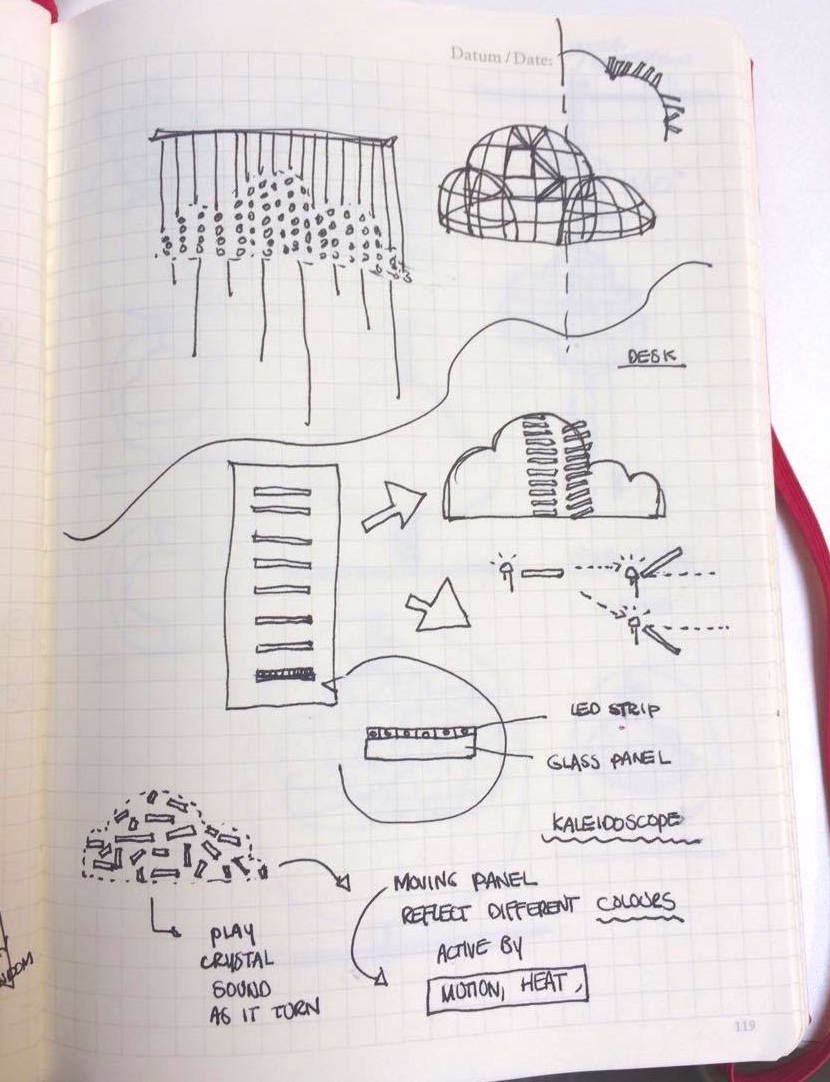 Datum / Date:
DESK
LED STRIP
GLASS PANEL
KALEIDOSCOPE
MOVING PANEL
REFLECT DIFFERENT COLOURS
ACTIVE BY
MOTION, HEAT,
PLAY
CRYSTAL
SOUND
AS IT TURN
119